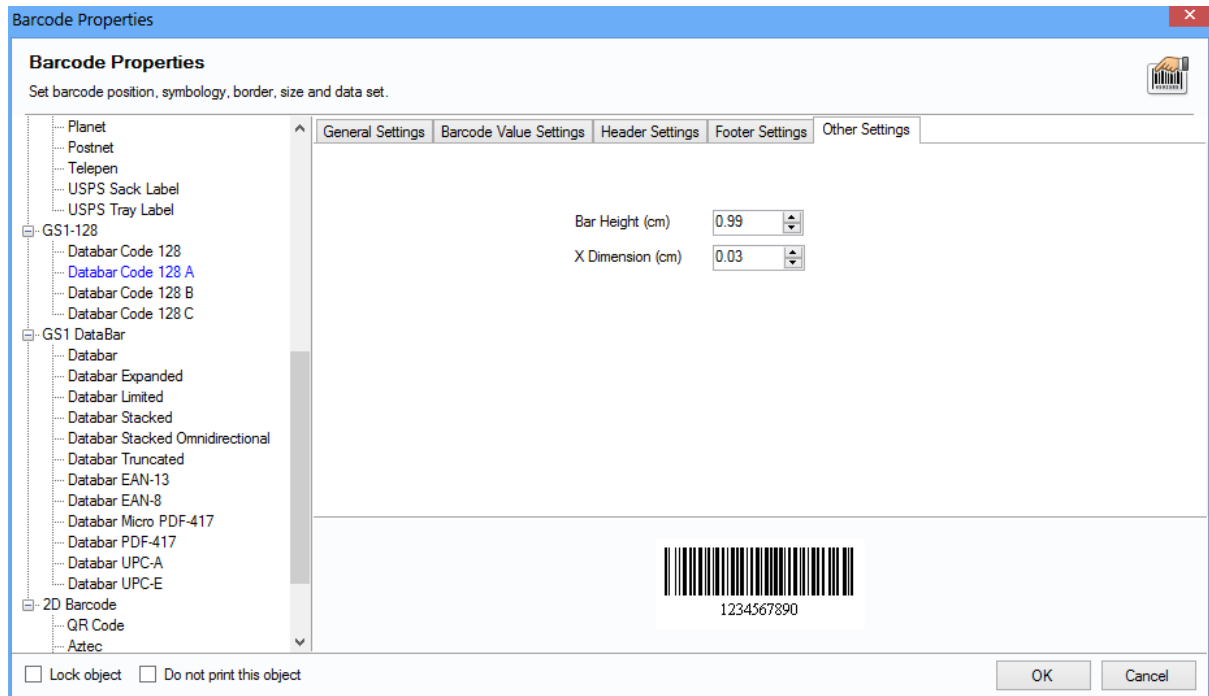 Barcode Properties
Barcode Properties
Set barcode position, symbology, border, size and data set.
Planet
Postnet
Telepen
USPS Sack Label
USPS Tray Label
GS1-128
Databar Code 128
Databar Code 128 A
Databar Code 128 B
Databar Code 128 C
GS1 DataBar
Databar
Databar Expanded
Databar Limited
Databar Stacked
Databar Stacked Omnidirectional
Databar Truncated
Databar EAN-13
Databar EAN-8
Databar Micro PDF-417
Databar PDF-417
Databar UPC-A
Databar UPC-E
2D Barcode
QR Code
Aztec
General Settings Barcode Value Settings Header Settings Footer Settings Other Settings
Bar Height (cm) 0.99
X Dimension (cm) 0.03
1234567890
Lock object Do not print this object
OK Cancel